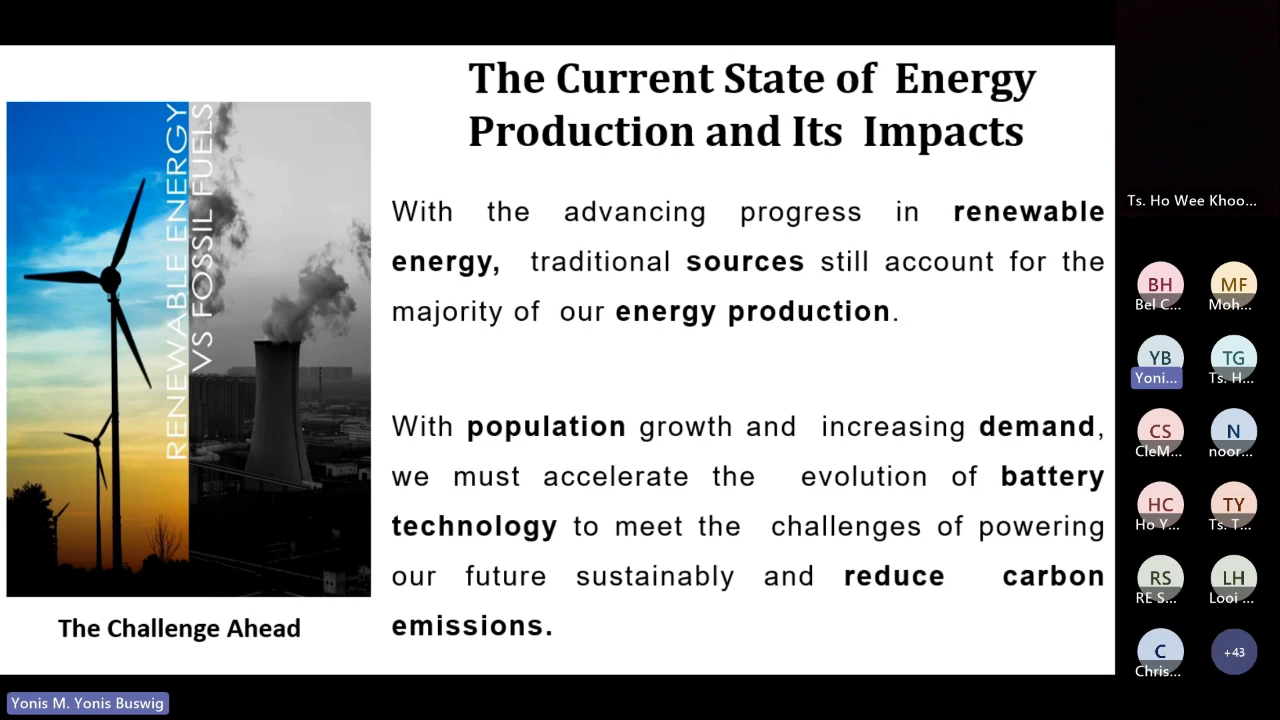 The Current State of Energy
Production and Its Impacts
RENEWABLE ENERGY
VS FOSSIL FUELS
With the advancing progress in renewable
energy, traditional sources still account for the
majority of our energy production.
With population growth and increasing demand,
we must accelerate the evolution of battery
technology to meet the challenges of powering
our future sustainably and reduce carbon
emissions.
The Challenge Ahead
Yonis M. Yonis Buswig
Ts. Ho Wee Khoo...
BH
Bel C...
MF
Moh...
YB
Yoni...
TG
Ts. H...
CS
CleM...
N
noor...
HC
Ho Y...
TY
Ts. T...
RS
RE S...
LH
Looi ...
C
Chris...
+43